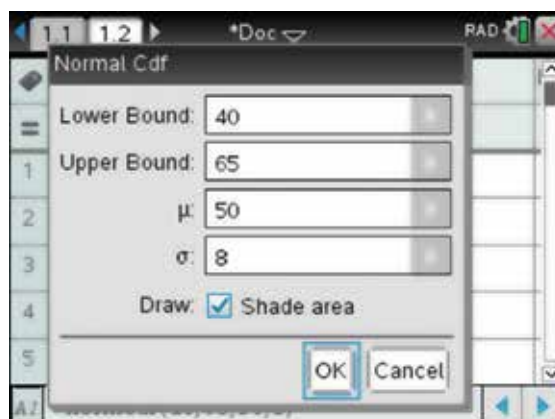 1.1 1.2 *Doc RAD
Normal Cdf
=
Lower Bound: 40
1
Upper Bound: 65
2
μ: 50
3
σ: 8
4
Draw: Shade area
5
OK Cancel
A1